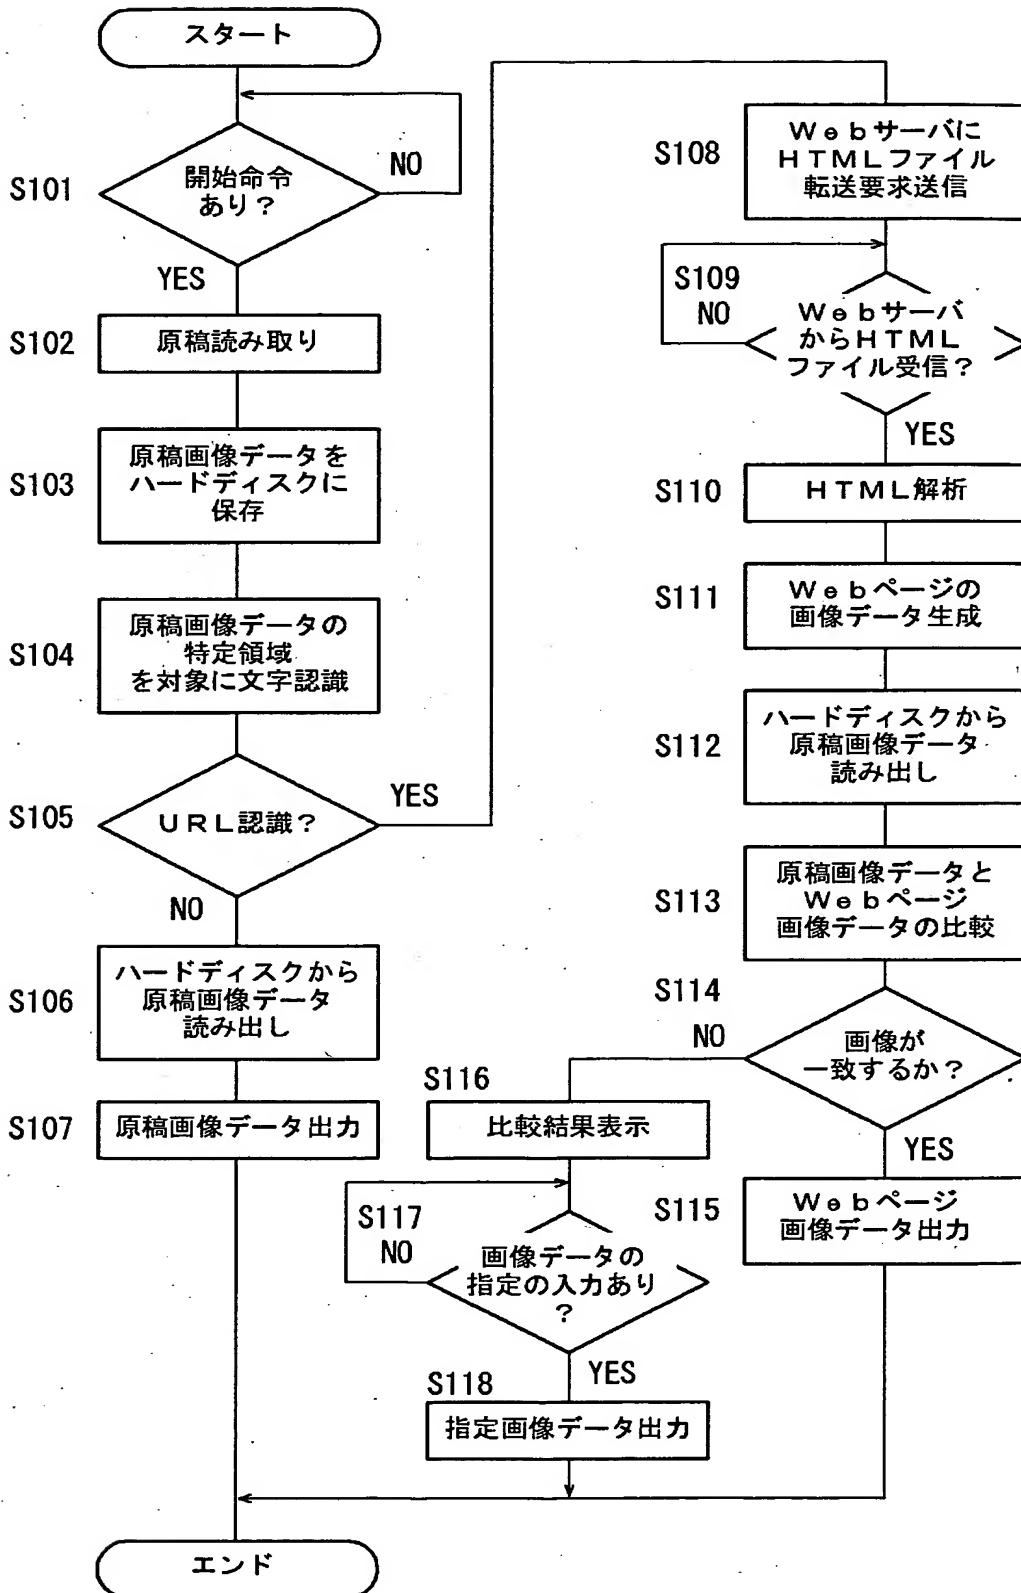 スタート
S101
開始命令
あり？
NO
YES
S102
原稿読み取り
S103
原稿画像データを
ハードディスクに
保存
S104
原稿画像データの
特定領域
を対象に文字認識
S105
ＵＲＬ認識？
YES
NO
S106
ハードディスクから
原稿画像データ
読み出し
S107
原稿画像データ出力
S108
Ｗｅｂサーバに
ＨＴＭＬファイル
転送要求送信
S109
NO
Ｗｅｂサーバ
からＨＴＭＬ
ファイル受信？
YES
S110
ＨＴＭＬ解析
S111
Ｗｅｂページの
画像データ生成
S112
ハードディスクから
原稿画像データ
読み出し
S113
原稿画像データと
Ｗｅｂページ
画像データの比較
S114
NO
画像が
一致するか？
YES
S115
Ｗｅｂページ
画像データ出力
S116
比較結果表示
S117
NO
画像データの
指定の入力あり
？
YES
S118
指定画像データ出力
エンド